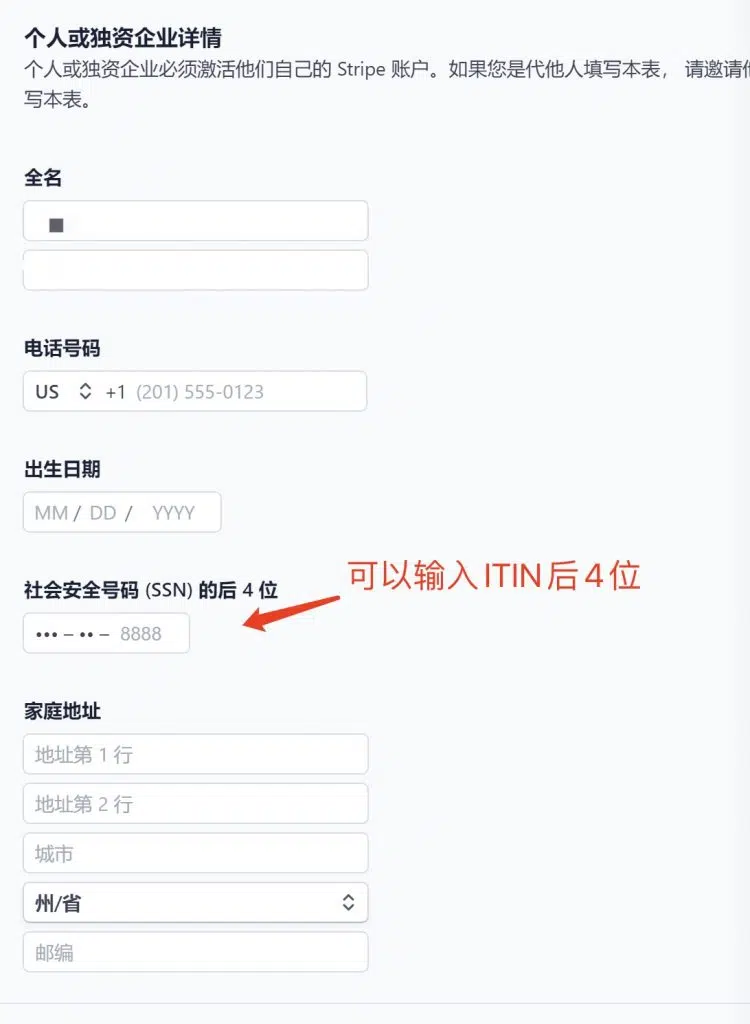 个人或独资企业详情
个人或独资企业必须激活他们自己的 Stripe 账户。如果您是代他人填写本表， 请邀请他
写本表。
全名
电话号码
US +1 (201) 555-0123
出生日期
MM / DD / YYYY
社会安全号码 (SSN) 的后 4 位
可以输入ITIN后4位
••• – •• – 8888
家庭地址
地址第 1 行
地址第 2 行
城市
州/省
邮编